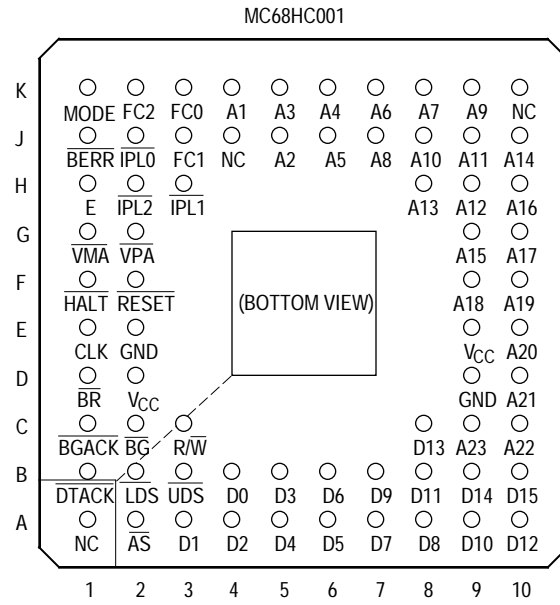 MC68HC001
K
MODE FC2 FC0 A1 A3 A4 A6 A7 A9 NC
J
BERR IPL0 FC1 NC A2 A5 A8 A10 A11 A14
H
E IPL2 IPL1 A13 A12 A16
G
VMA VPA A15 A17
F
HALT RESET (BOTTOM VIEW) A18 A19
E
CLK GND VCC A20
D
BR VCC GND A21
C
BGACK BG R/W D13 A23 A22
B
DTACK LDS UDS D0 D3 D6 D9 D11 D14 D15
A
NC AS D1 D2 D4 D5 D7 D8 D10 D12
1 2 3 4 5 6 7 8 9 10